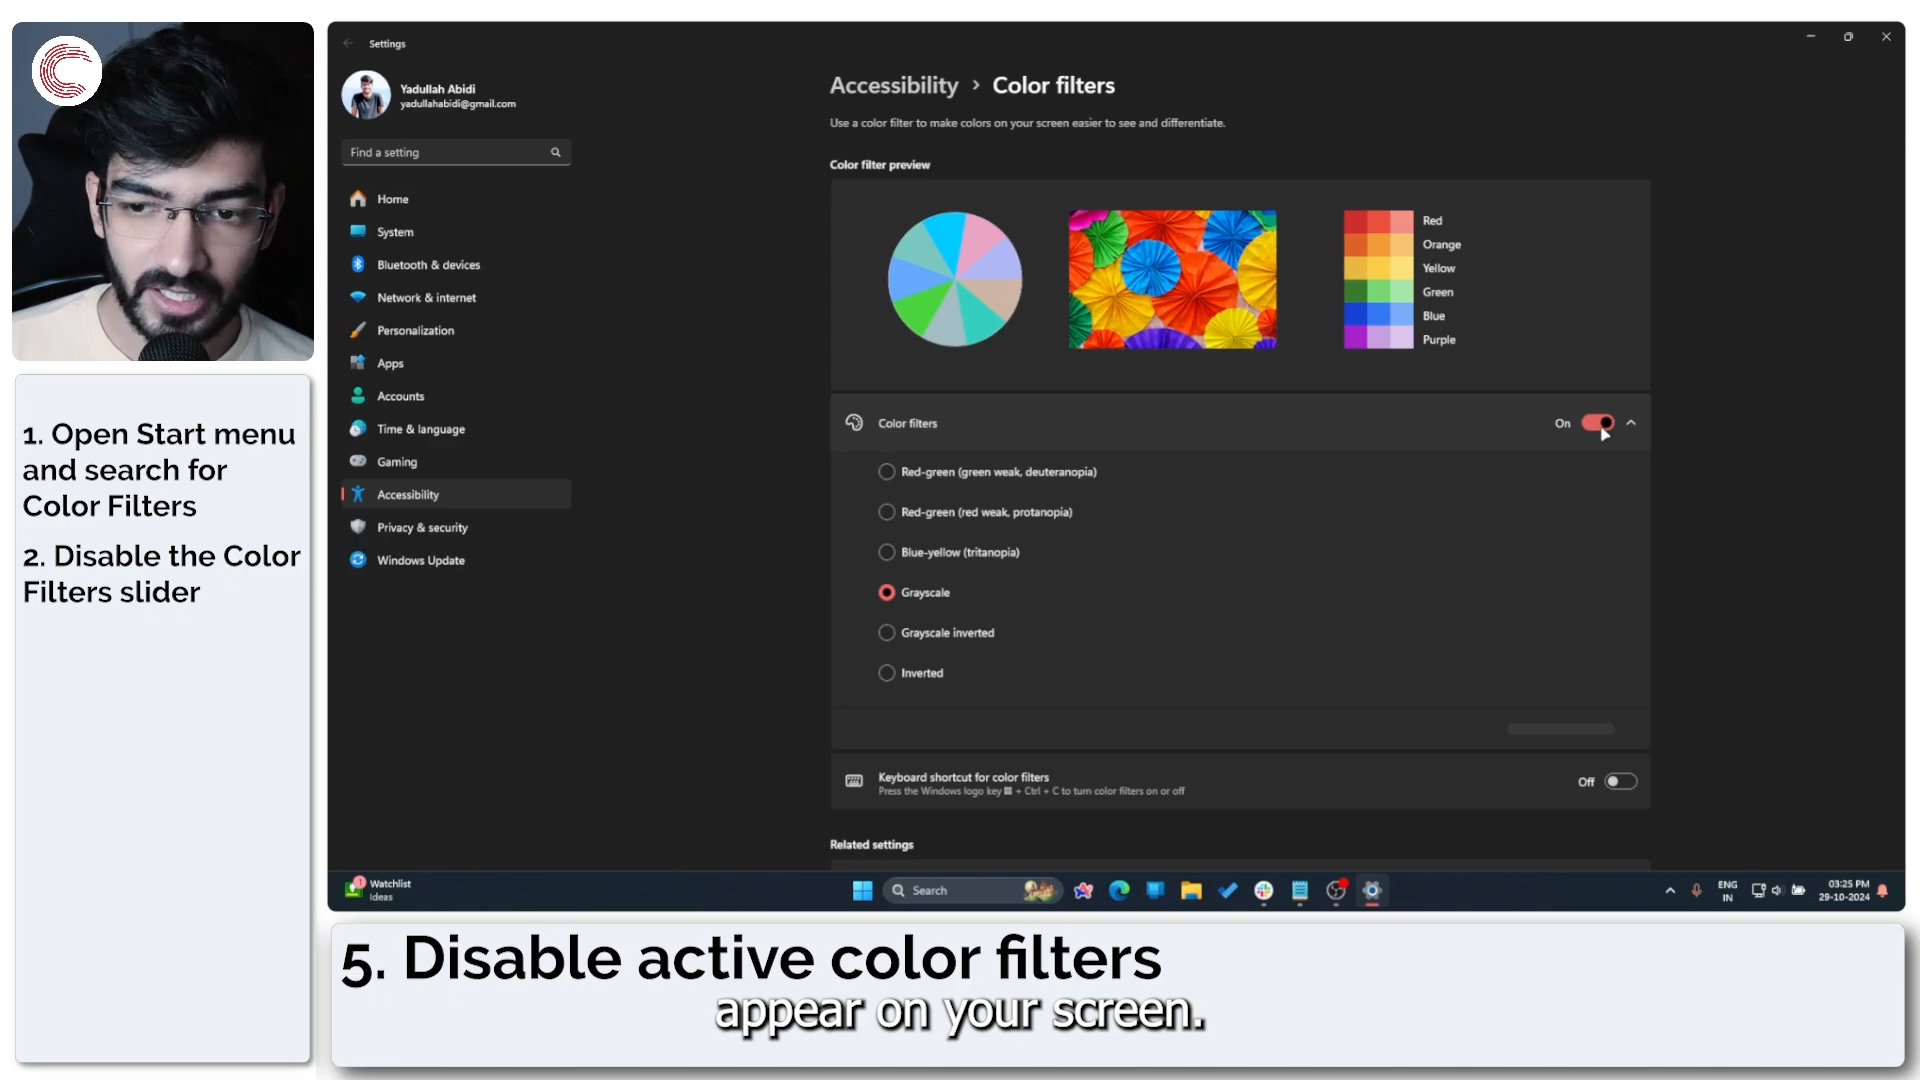 Settings
Yadullah Abidi
yadullahabidi@gmail.com
Find a setting
Home
System
Bluetooth & devices
Network & internet
Personalization
Apps
Accounts
Time & language
Gaming
Accessibility
Privacy & security
Windows Update
Accessibility > Color filters
Use a color filter to make colors on your screen easier to see and differentiate.
Color filter preview
Red
Orange
Yellow
Green
Blue
Purple
Color filters
On
Red-green (green weak, deuteranopia)
Red-green (red weak, protanopia)
Blue-yellow (tritanopia)
Grayscale
Grayscale inverted
Inverted
Keyboard shortcut for color filters
Press the Windows logo key + Ctrl + C to turn color filters on or off
Off
Related settings
1
Watchlist
Ideas
Search
ENG
IN
03:25 PM
29-10-2024
1. Open Start menu
and search for
Color Filters
2. Disable the Color
Filters slider
5. Disable active color filters
appear on your screen.